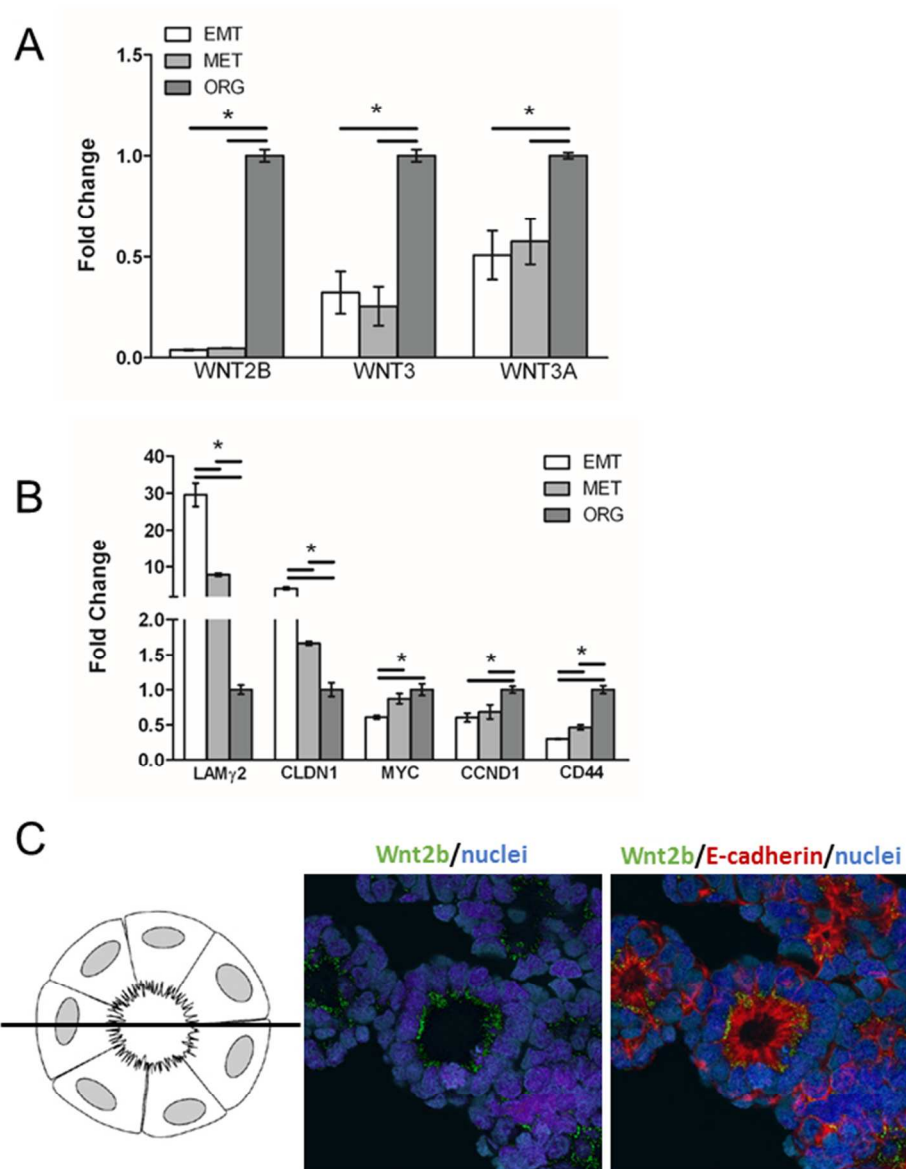 A
EMT
MET
ORG
Fold Change
1.5
1.0
0.5
0.0
*
*
*
WNT2B
WNT3
WNT3A
B
EMT
MET
ORG
Fold Change
40
30
20
10
2.0
1.5
1.0
0.5
0.0
*
*
*
*
*
LAMγ2
CLDN1
MYC
CCND1
CD44
C
Wnt2b/nuclei
Wnt2b/E-cadherin/nuclei